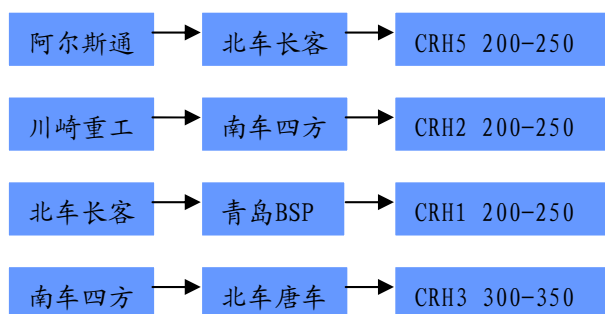 阿尔斯通 北车长客 CRH5 200-250
川崎重工 南车四方 CRH2 200-250
北车长客 青岛BSP CRH1 200-250
南车四方 北车唐车 CRH3 300-350